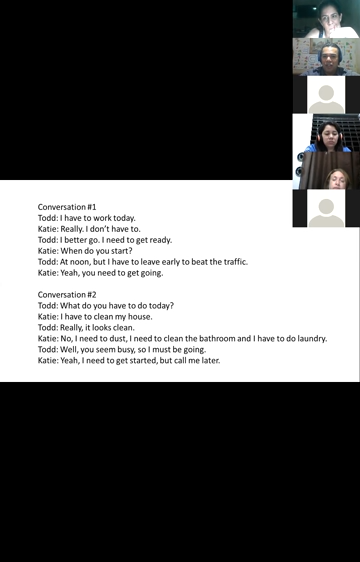 Conversation #1
Todd: I have to work today.
Katie: Really. I don't have to.
Todd: I better go. I need to get ready.
Katie: When do you start?
Todd: At noon, but I have to leave early to beat the traffic.
Katie: Yeah, you need to get going.
Conversation #2
Todd: What do you have to do today?
Katie: I have to clean my house.
Todd: Really, it looks clean.
Katie: No, I need to dust, I need to clean the bathroom and I have to do laundry.
Todd: Well, you seem busy, so I must be going.
Katie: Yeah, I need to get started, but call me later.